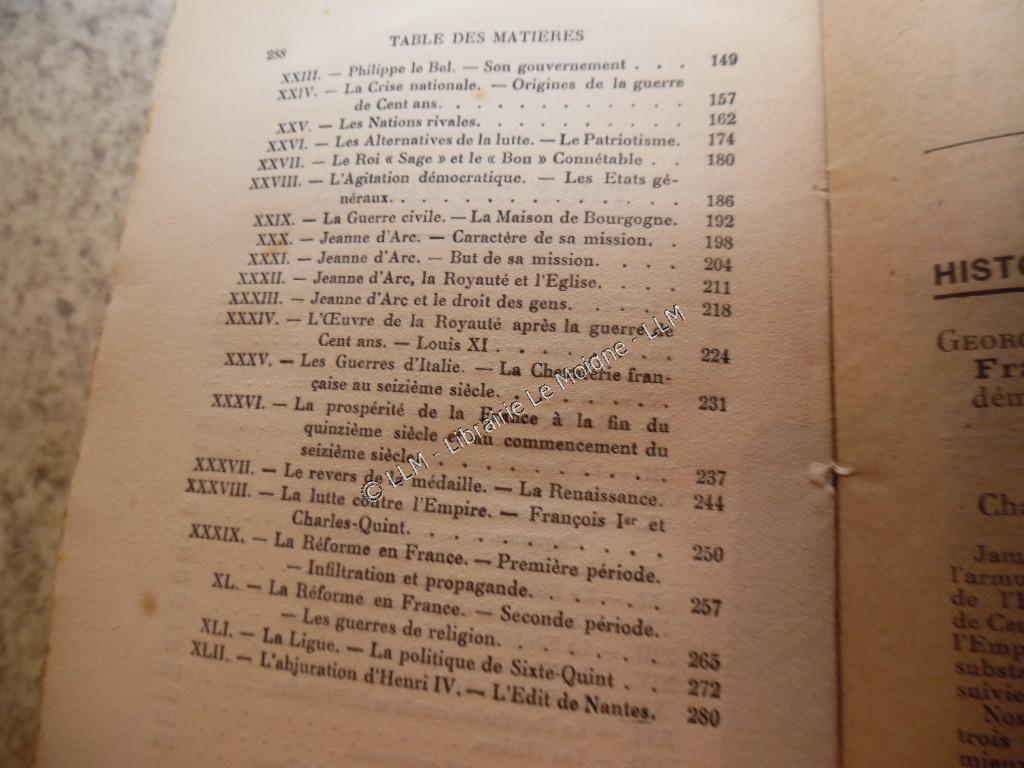 288
TABLE DES MATIERES
XXIII. — Philippe le Bel. — Son gouvernement . . . 149
XXIV. — La Crise nationale. — Origines de la guerre
de Cent ans. . . . . . . . . . . . . 157
XXV. — Les Nations rivales. . . . . . . . . . 162
XXVI. — Les Alternatives de la lutte. — Le Patriotisme. 174
XXVII. — Le Roi « Sage » et le « Bon » Connétable . . 180
XXVIII. — L'Agitation démocratique. — Les Etats gé-
néraux. . . . . . . . . . . . . . . 186
XXIX. — La Guerre civile. — La Maison de Bourgogne. 192
XXX. — Jeanne d'Arc. — Caractère de sa mission. . 198
XXXI. — Jeanne d'Arc. — But de sa mission. . . . . 204
XXXII. — Jeanne d'Arc, la Royauté et l'Eglise. . . . . 211
XXXIII. — Jeanne d'Arc et le droit des gens. . . . . . 218
XXXIV. — L'Œuvre de la Royauté après la guerre de
Cent ans. — Louis XI . . . . . . . . . 224
XXXV. — Les Guerres d'Italie. — La Chevalerie fran-
çaise au seizième siècle. . . . . . . . . 231
XXXVI. — La prospérité de la France à la fin du
quinzième siècle et au commencement du
seizième siècle. . . . . . . . . . . . 237
XXXVII. — Le revers de la médaille. — La Renaissance. 244
XXXVIII. — La lutte contre l'Empire. — François Ier et
Charles-Quint. . . . . . . . . . . . 250
XXXIX. — La Réforme en France. — Première période.
— Infiltration et propagande. . . . . . . 257
XL. — La Réforme en France. — Seconde période.
— Les guerres de religion. . . . . . . . 265
XLI. — La Ligue. — La politique de Sixte-Quint . . 272
XLII. — L'abjuration d'Henri IV. — L'Edit de Nantes. 280
© LLM - Librairie Le Moigne - LLM
HISTO
GEORG
Fra
dém
Cha
Jam
l'armu
de l'E
de Cen
l'Emp
substa
suivie
Nos
trois
mieux